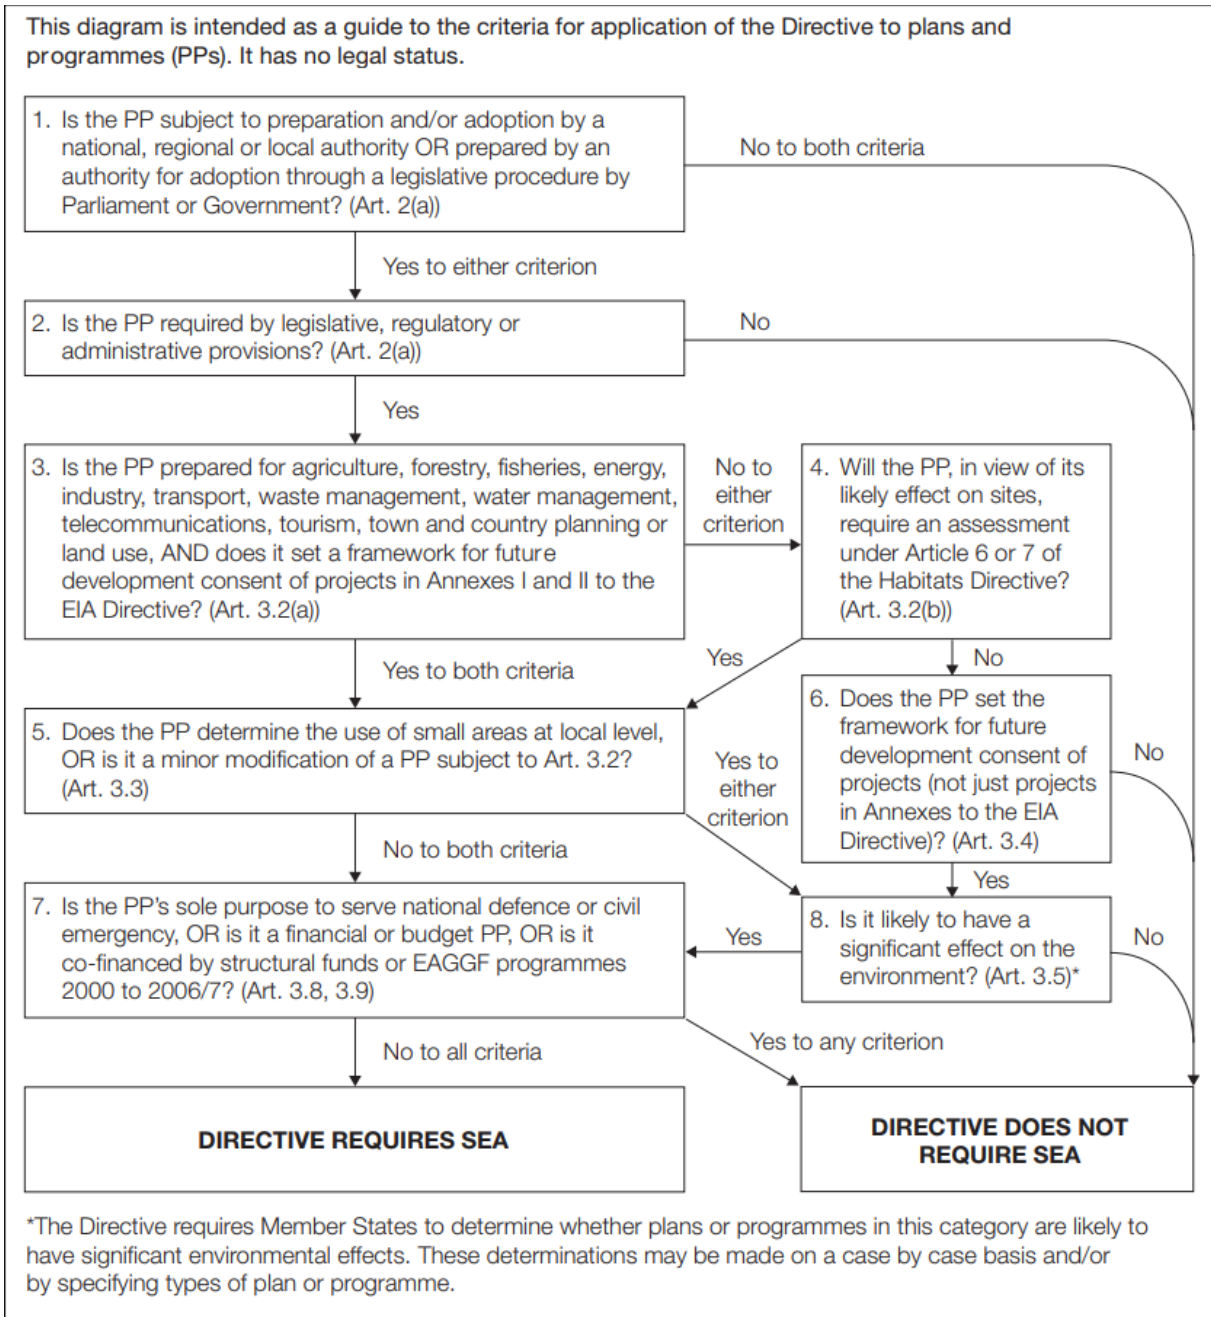 This diagram is intended as a guide to the criteria for application of the Directive to plans and
programmes (PPs). It has no legal status.
1. Is the PP subject to preparation and/or adoption by a
national, regional or local authority OR prepared by an
authority for adoption through a legislative procedure by
Parliament or Government? (Art. 2(a))
No to both criteria
Yes to either criterion
2. Is the PP required by legislative, regulatory or
administrative provisions? (Art. 2(a))
No
Yes
3. Is the PP prepared for agriculture, forestry, fisheries, energy,
industry, transport, waste management, water management,
telecommunications, tourism, town and country planning or
land use, AND does it set a framework for future
development consent of projects in Annexes I and II to the
EIA Directive? (Art. 3.2(a))
No to
either
criterion
4. Will the PP, in view of its
likely effect on sites,
require an assessment
under Article 6 or 7 of
the Habitats Directive?
(Art. 3.2(b))
Yes to both criteria
Yes
No
5. Does the PP determine the use of small areas at local level,
OR is it a minor modification of a PP subject to Art. 3.2?
(Art. 3.3)
Yes to
either
criterion
6. Does the PP set the
framework for future
development consent of
projects (not just projects
in Annexes to the EIA
Directive)? (Art. 3.4)
No
No to both criteria
Yes
7. Is the PP's sole purpose to serve national defence or civil
emergency, OR is it a financial or budget PP, OR is it
co-financed by structural funds or EAGGF programmes
2000 to 2006/7? (Art. 3.8, 3.9)
Yes
8. Is it likely to have a
significant effect on the
environment? (Art. 3.5)*
No
No to all criteria
Yes to any criterion
DIRECTIVE REQUIRES SEA
DIRECTIVE DOES NOT
REQUIRE SEA
*The Directive requires Member States to determine whether plans or programmes in this category are likely to
have significant environmental effects. These determinations may be made on a case by case basis and/or
by specifying types of plan or programme.